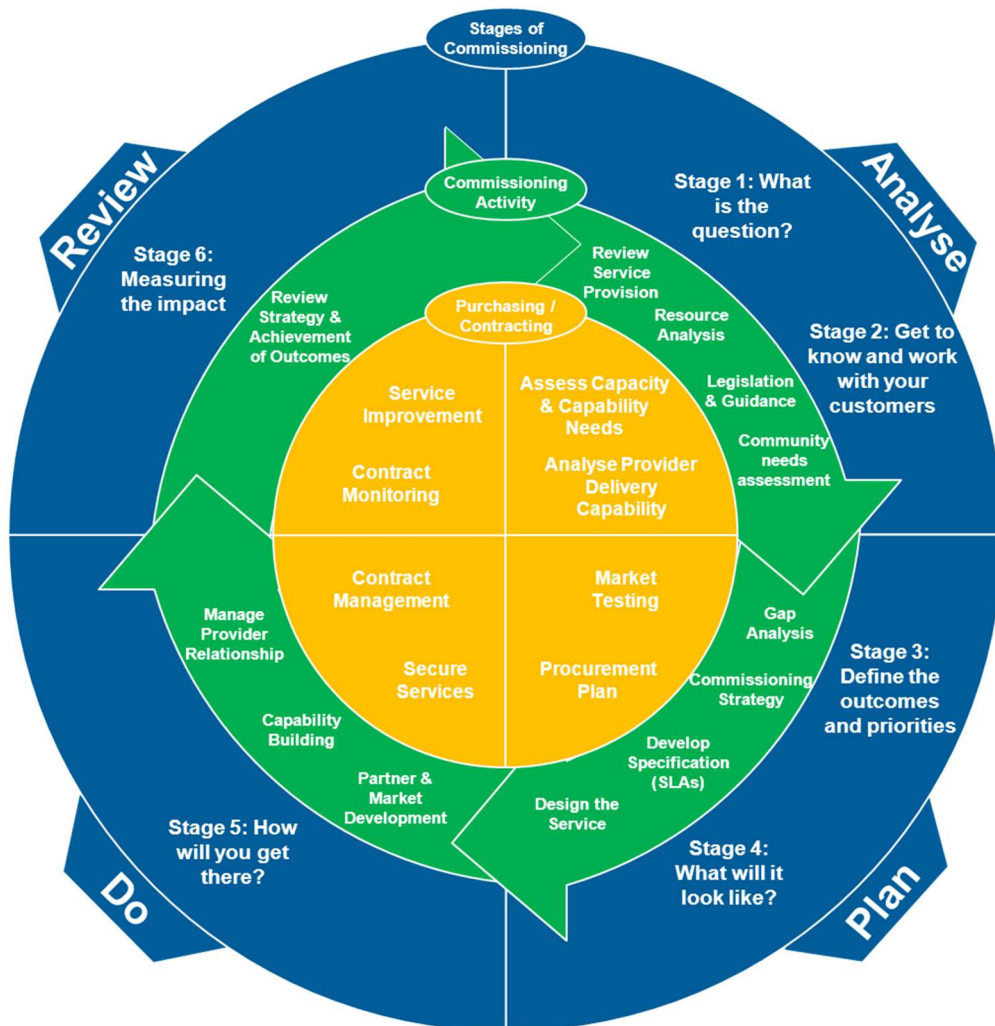 Stages of
Commissioning
Review
Analyse
Stage 1: What
is the
question?
Commissioning
Activity
Stage 6:
Measuring
the impact
Review
Service
Provision
Review
Strategy &
Achievement
of Outcomes
Purchasing /
Contracting
Resource
Analysis
Stage 2: Get to
know and work
with your
customers
Legislation
& Guidance
Community
needs
assessment
Service
Improvement
Assess Capacity
& Capability
Needs
Contract
Monitoring
Analyse Provider
Delivery
Capability
Contract
Management
Market
Testing
Secure
Services
Procurement
Plan
Gap
Analysis
Commissioning
Strategy
Develop
Specification
(SLAs)
Design the
Service
Stage 3:
Define the
outcomes
and priorities
Stage 4:
What will it
look like?
Plan
Manage
Provider
Relationship
Capability
Building
Partner &
Market
Development
Stage 5: How
will you get
there?
Do